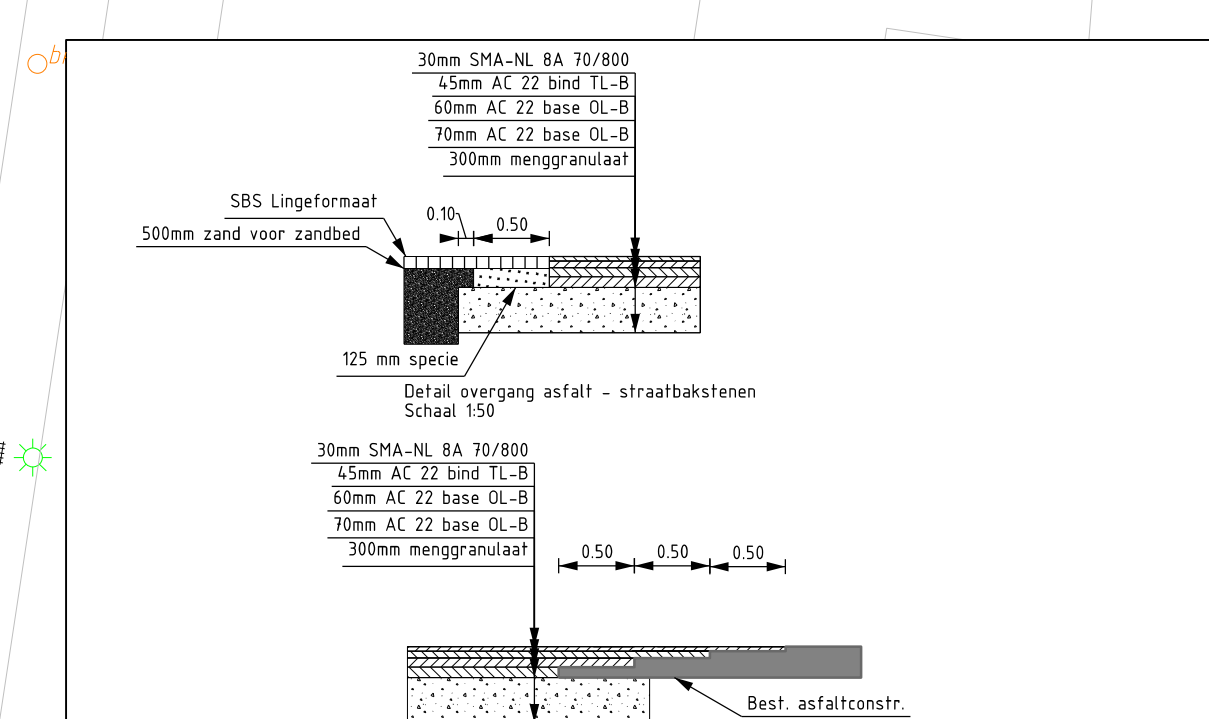 30mm SMA-NL 8A 70/800
45mm AC 22 bind TL-B
60mm AC 22 base OL-B
70mm AC 22 base OL-B
300mm menggranulaat
SBS Lingeformaat
500mm zand voor zandbed
0.10
0.50
125 mm specie
Detail overgang asfalt - straatbakstenen
Schaal 1:50
30mm SMA-NL 8A 70/800
45mm AC 22 bind TL-B
60mm AC 22 base OL-B
70mm AC 22 base OL-B
300mm menggranulaat
0.50
0.50
0.50
Best. asfaltconstr.